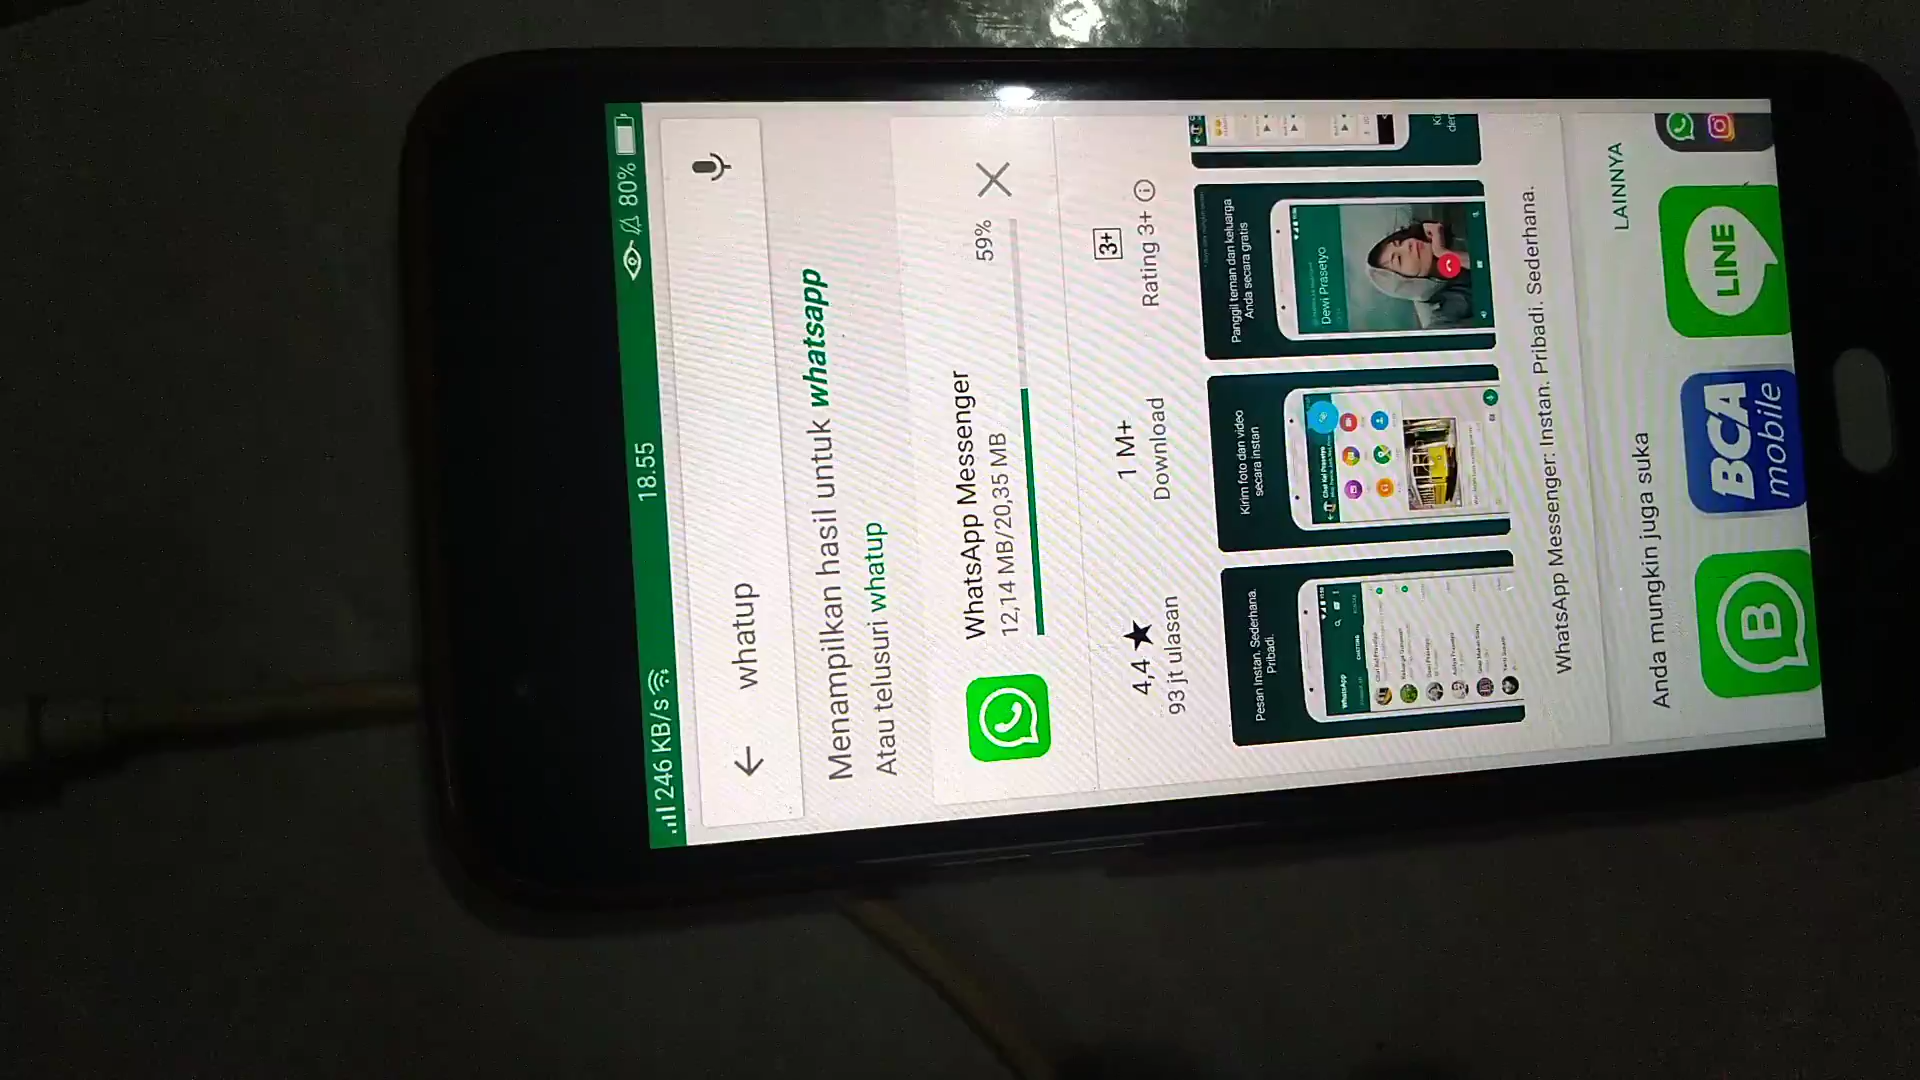 246 KB/s 18.55 80%
whatup
Menampilkan hasil untuk whatsapp
Atau telusuri whatup
WhatsApp Messenger
12,14 MB/20,35 MB 59%
4,4 ★
93 jt ulasan
1 M+
Download
3+
Rating 3+
Pesan Instan. Sederhana.
Pribadi.
WhatsApp
Kirim foto dan video
secara instan
Panggil teman dan keluarga
Anda secara gratis
Dewi Prasetyo
WhatsApp Messenger: Instan. Pribadi. Sederhana.
Anda mungkin juga suka LAINNYA
B
BCA
mobile
LINE